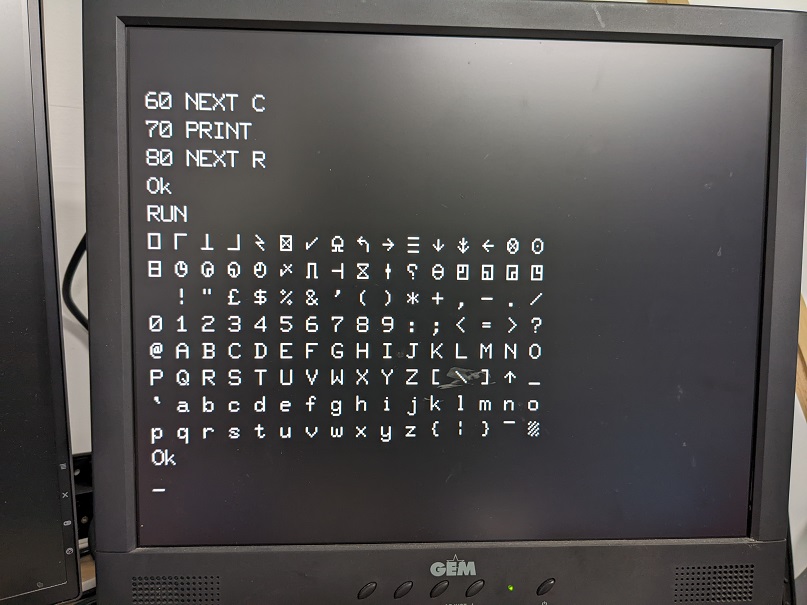 60 NEXT C
70 PRINT
80 NEXT R
Ok
RUN
⎕ ⎾ ⊥ ⏌ ⍼ ⊠ ✓ ⍾ ↰ → ☰ ↓ ↡ ← ⊗ ⊙
⊟ ◷ ◶ ◵ ◴ ⍻ ⎍ ⊣ ⧖ ⍿ ␦ ⊖ ◰ ◱ ◲ ◳
! " £ $ % & ' ( ) * + , - . /
0 1 2 3 4 5 6 7 8 9 : ; < = > ?
@ A B C D E F G H I J K L M N O
P Q R S T U V W X Y Z [ \ ] ↑ _
` a b c d e f g h i j k l m n o
p q r s t u v w x y z { ¦ } ‾ ▨
Ok
_
GEM